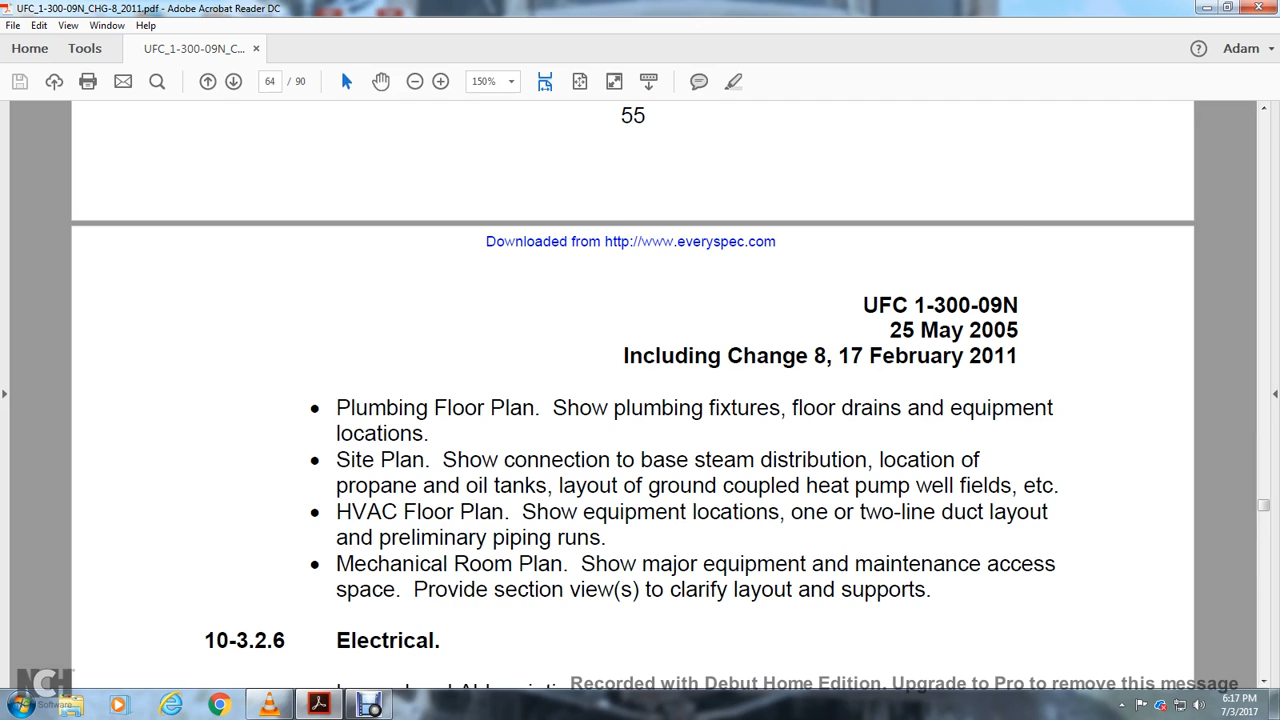 UFC_1-300-09N_CHG-8_2011.pdf - Adobe Acrobat Reader DC
File Edit View Window Help
Home Tools UFC_1-300-09N_C... × Adam
64 / 90 150%
55
Downloaded from http://www.everyspec.com
UFC 1-300-09N
25 May 2005
Including Change 8, 17 February 2011
• Plumbing Floor Plan. Show plumbing fixtures, floor drains and equipment
locations.
• Site Plan. Show connection to base steam distribution, location of
propane and oil tanks, layout of ground coupled heat pump well fields, etc.
• HVAC Floor Plan. Show equipment locations, one or two-line duct layout
and preliminary piping runs.
• Mechanical Room Plan. Show major equipment and maintenance access
space. Provide section view(s) to clarify layout and supports.
10-3.2.6 Electrical.
Recorded with Debut Home Edition. Upgrade to Pro to remove this message
NCH
Software
6:17 PM
7/3/2017